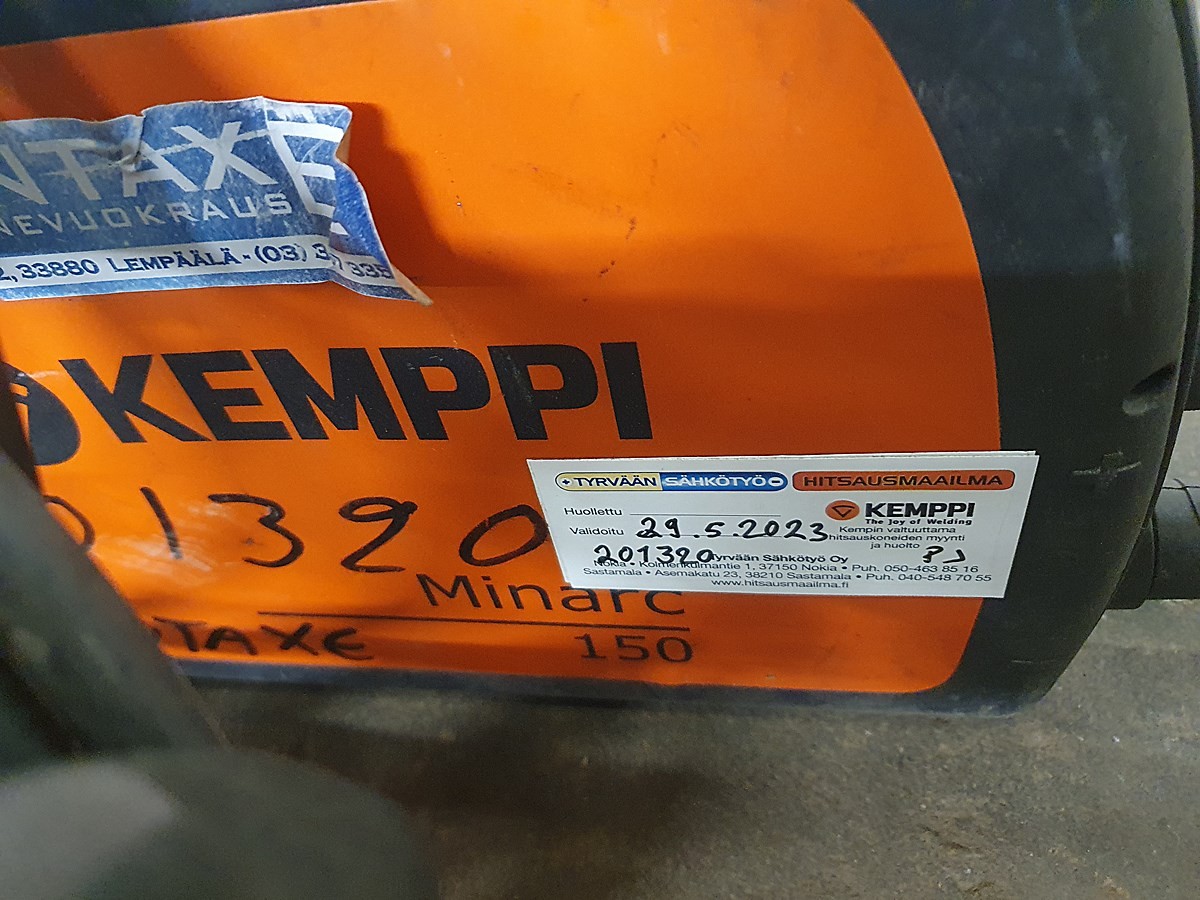 NTAXE
NEVUOKRAUS
2, 33880 LEMPÄÄLÄ - (03) 3 335
KEMPPI
01320
Minarc
150
TAXE
+ TYRVÄÄN SÄHKÖTYÖ - HITSAUSMAAILMA
Huollettu
Validoitu 29.5.2023
201320
KEMPPI
The Joy of Welding
Kempin valtuuttama
hitsauskoneiden myynti
ja huolto
Tyrvään Sähkötyö Oy
Nokia • Kolmenkulmantie 1, 37150 Nokia • Puh. 050-463 85 16
Sastamala • Asemakatu 23, 38210 Sastamala • Puh. 040-548 70 55
www.hitsausmaailma.fi